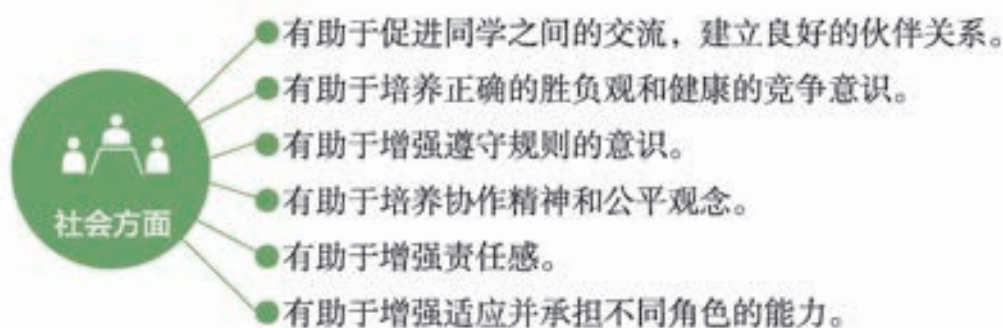 有助于促进同学之间的交流，建立良好的伙伴关系。
有助于培养正确的胜负观和健康的竞争意识。
有助于增强遵守规则的意识。
社会方面
有助于培养协作精神和公平观念。
有助于增强责任感。
有助于增强适应并承担不同角色的能力。